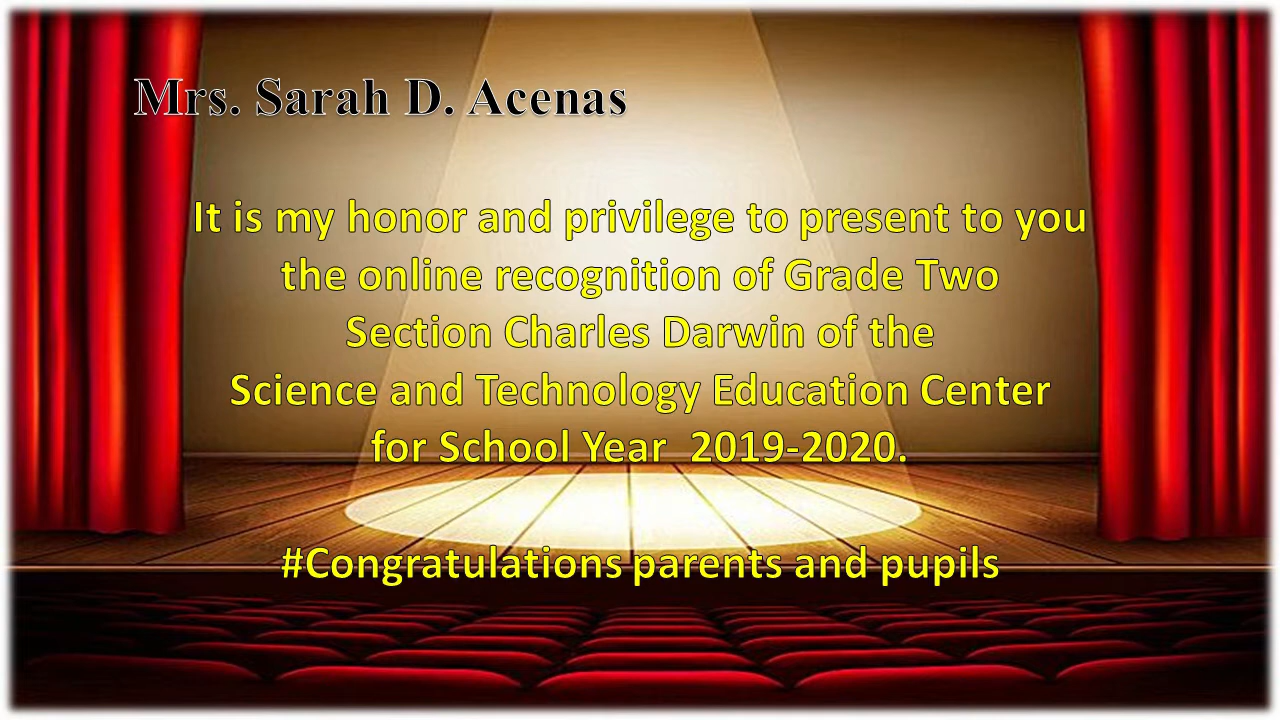 Mrs. Sarah D. Acenas
It is my honor and privilege to present to you
the online recognition of Grade Two
Section Charles Darwin of the
Science and Technology Education Center
for School Year  2019-2020.
#Congratulations parents and pupils